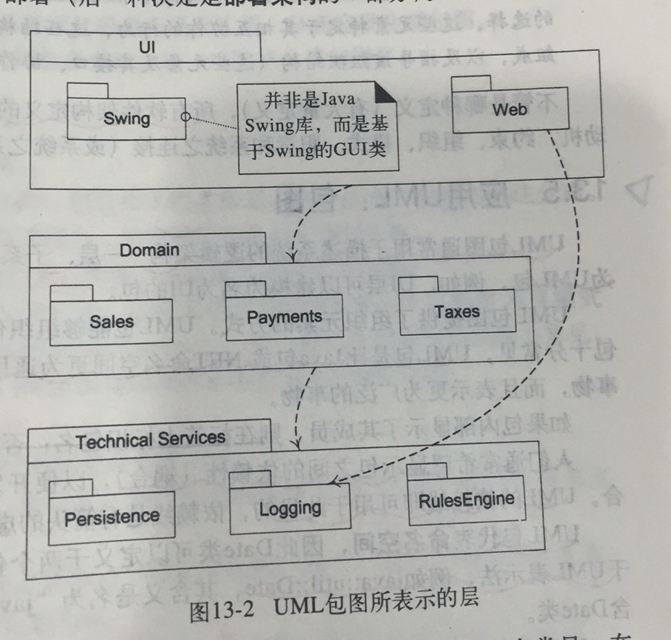 UI
Swing
并非是Java
Swing库，而是基
于Swing的GUI类
Web
Domain
Sales
Payments
Taxes
Technical Services
Persistence
Logging
RulesEngine
图13-2 UML包图所表示的层